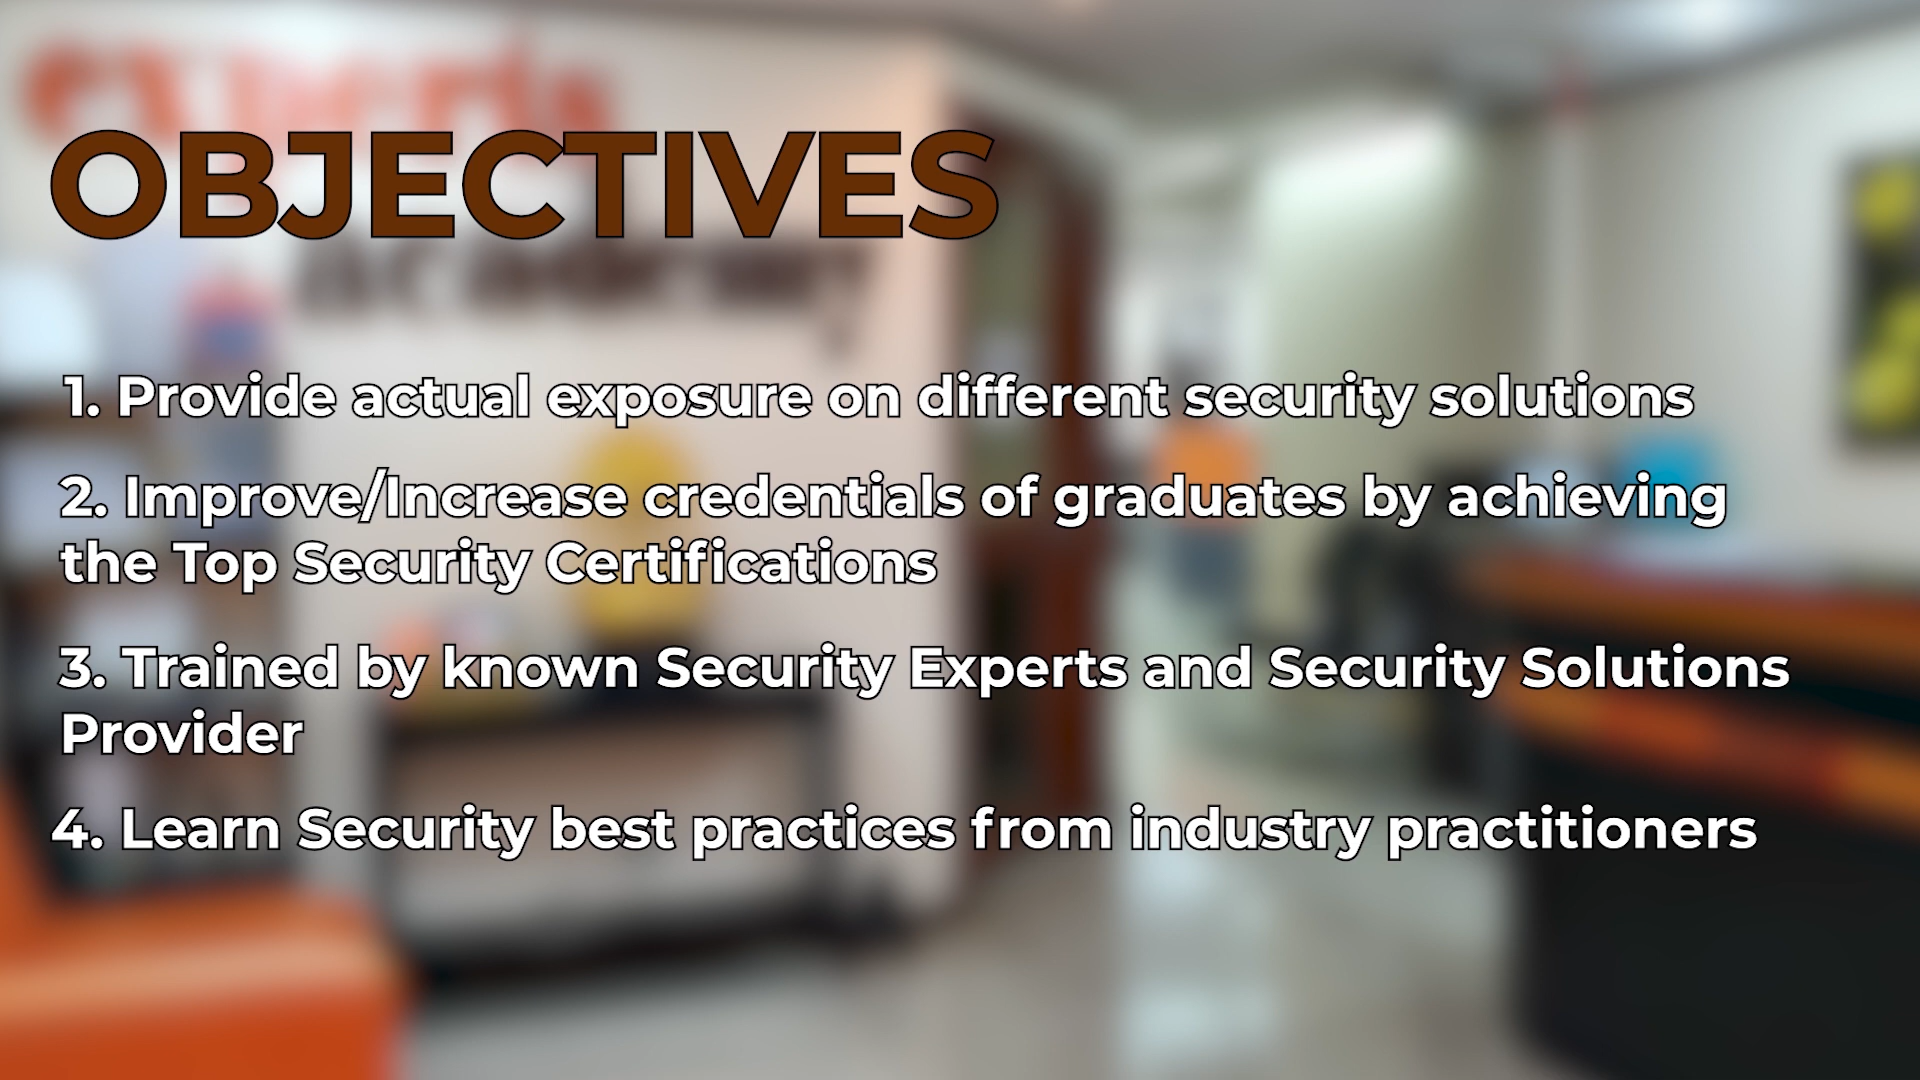 OBJECTIVES
academy
1. Provide actual exposure on different security solutions
2. Improve/Increase credentials of graduates by achieving
the Top Security Certifications
3. Trained by known Security Experts and Security Solutions
Provider
4. Learn Security best practices from industry practitioners